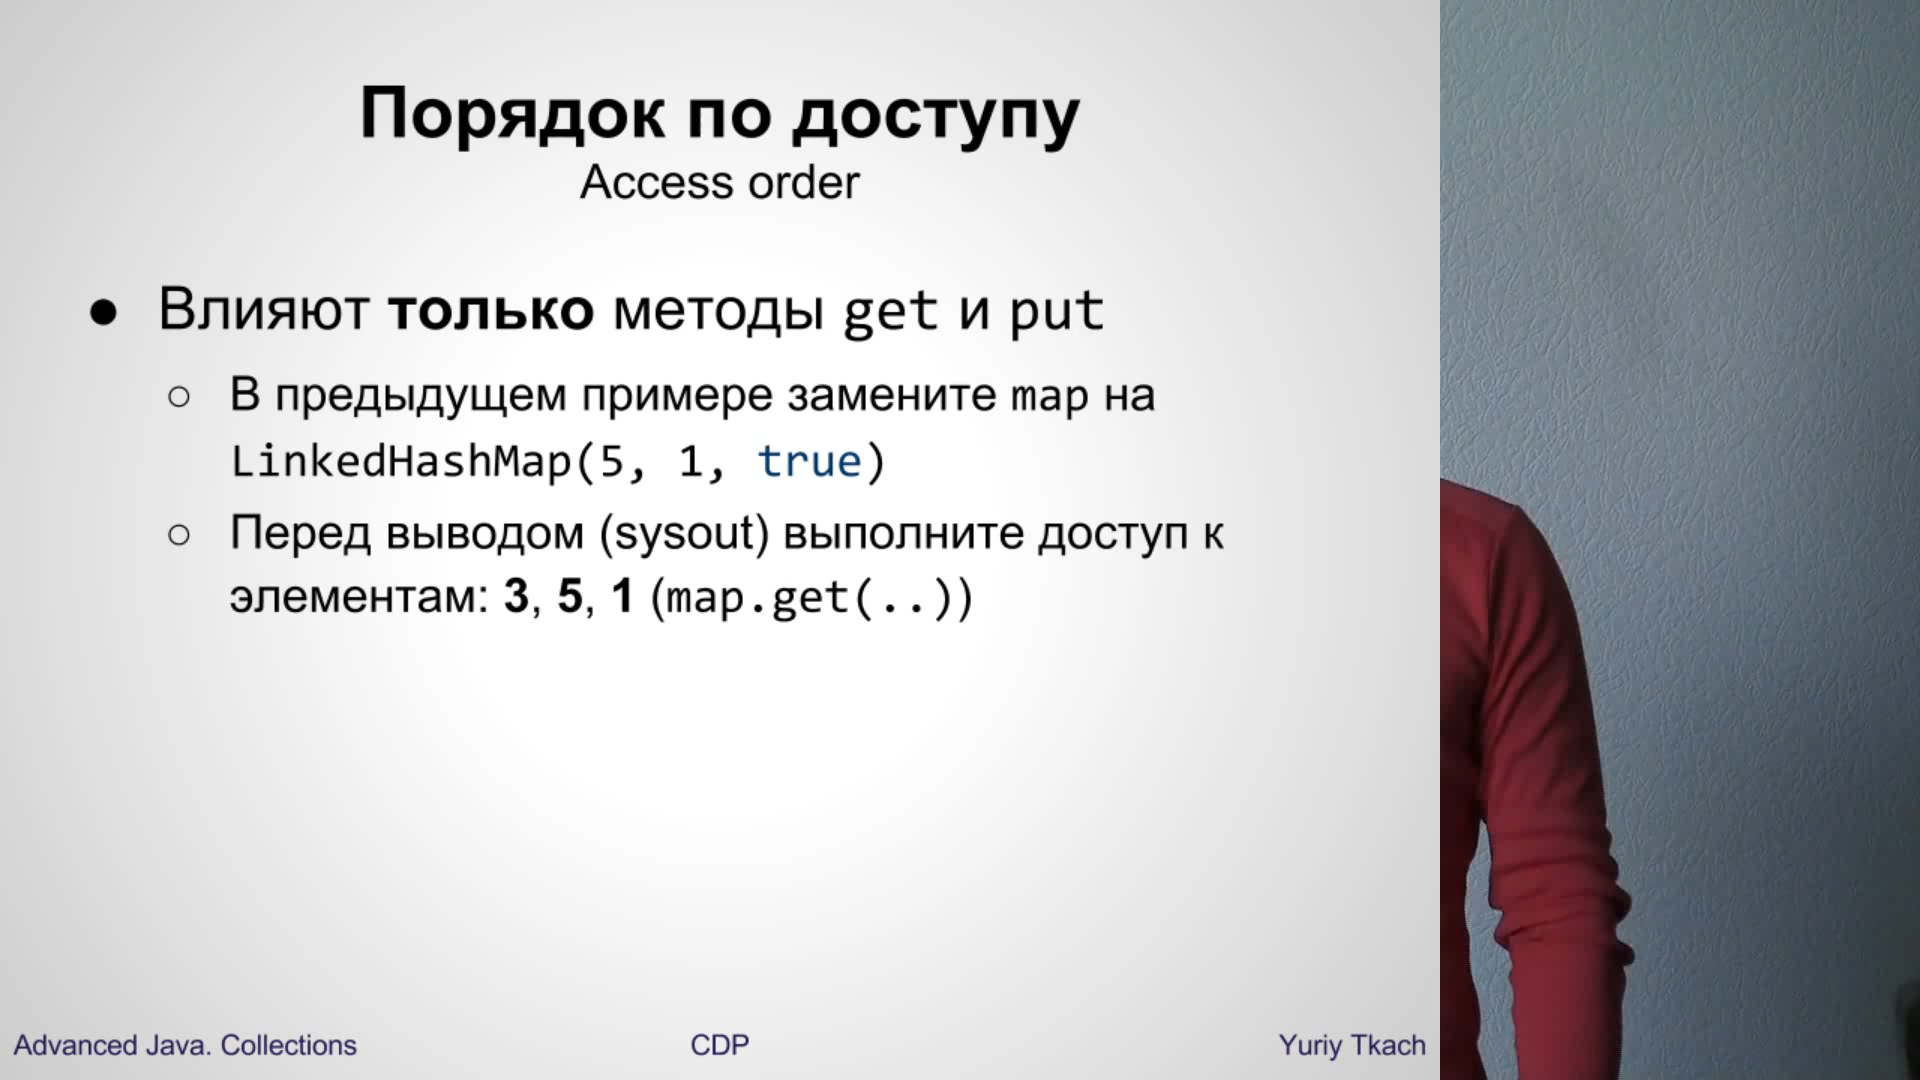 Порядок по доступу
Access order
● Влияют только методы get и put
○ В предыдущем примере замените map на
LinkedHashMap(5, 1, true)
○ Перед выводом (sysout) выполните доступ к
элементам: 3, 5, 1 (map.get(..))
Advanced Java. Collections
CDP
Yuriy Tkach